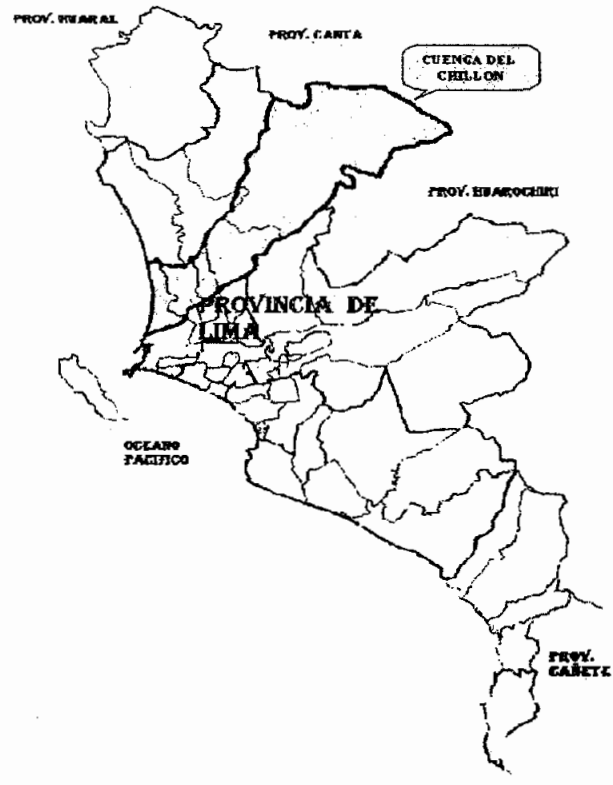 PROV. HUARAL
PROV. CANTA
CUENCA DEL
CHILLON
PROV. HUAROCHIRI
PROVINCIA DE
LIMA
OCEANO
PACIFICO
PROV.
CAÑETE